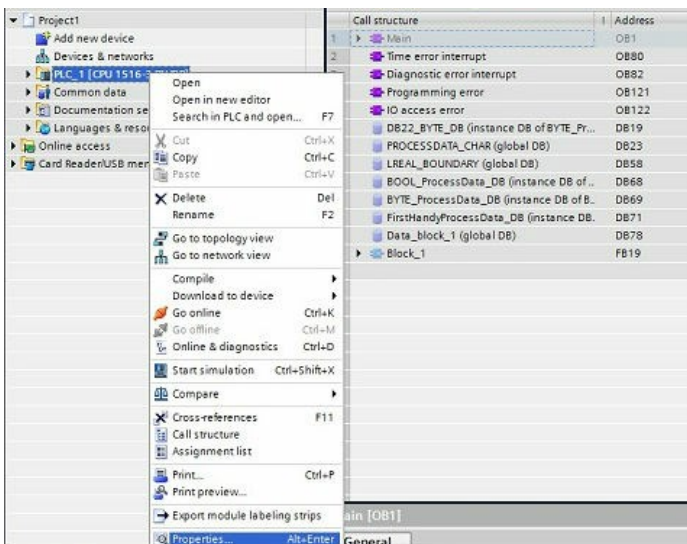 Project1
Add new device
Devices & networks
PLC_1 [CPU 1516-3
Common data
Documentation se
Languages & resou
Online access
Card Reader/USB mem
Open
Open in new editor
Search in PLC and open... F7
Cut Ctrl+X
Copy Ctrl+C
Paste Ctrl+V
Delete Del
Rename F2
Go to topology view
Go to network view
Compile
Download to device
Go online Ctrl+K
Go offline Ctrl+M
Online & diagnostics Ctrl+D
Start simulation Ctrl+Shift+X
Compare
Cross-references F11
Call structure
Assignment list
Print... Ctrl+P
Print preview...
Export module labeling strips
Properties... Alt+Enter
Call structure ! Address
1 Main OB1
2 Time error interrupt OB80
Diagnostic error interrupt OB82
Programming error OB121
IO access error OB122
DB22_BYTE_DB (instance DB of BYTE_Pr... DB19
PROCESSDATA_CHAR (global DB) DB23
LREAL_BOUNDARY (global DB) DB58
BOOL_ProcessData_DB (instance DB of .. DB68
BYTE_ProcessData_DB (instance DB of B.. DB69
FirstHandyProcessData_DB (instance DB. DB71
Data_block_1 (global DB) DB78
Block_1 FB19
ain [OB1]
General